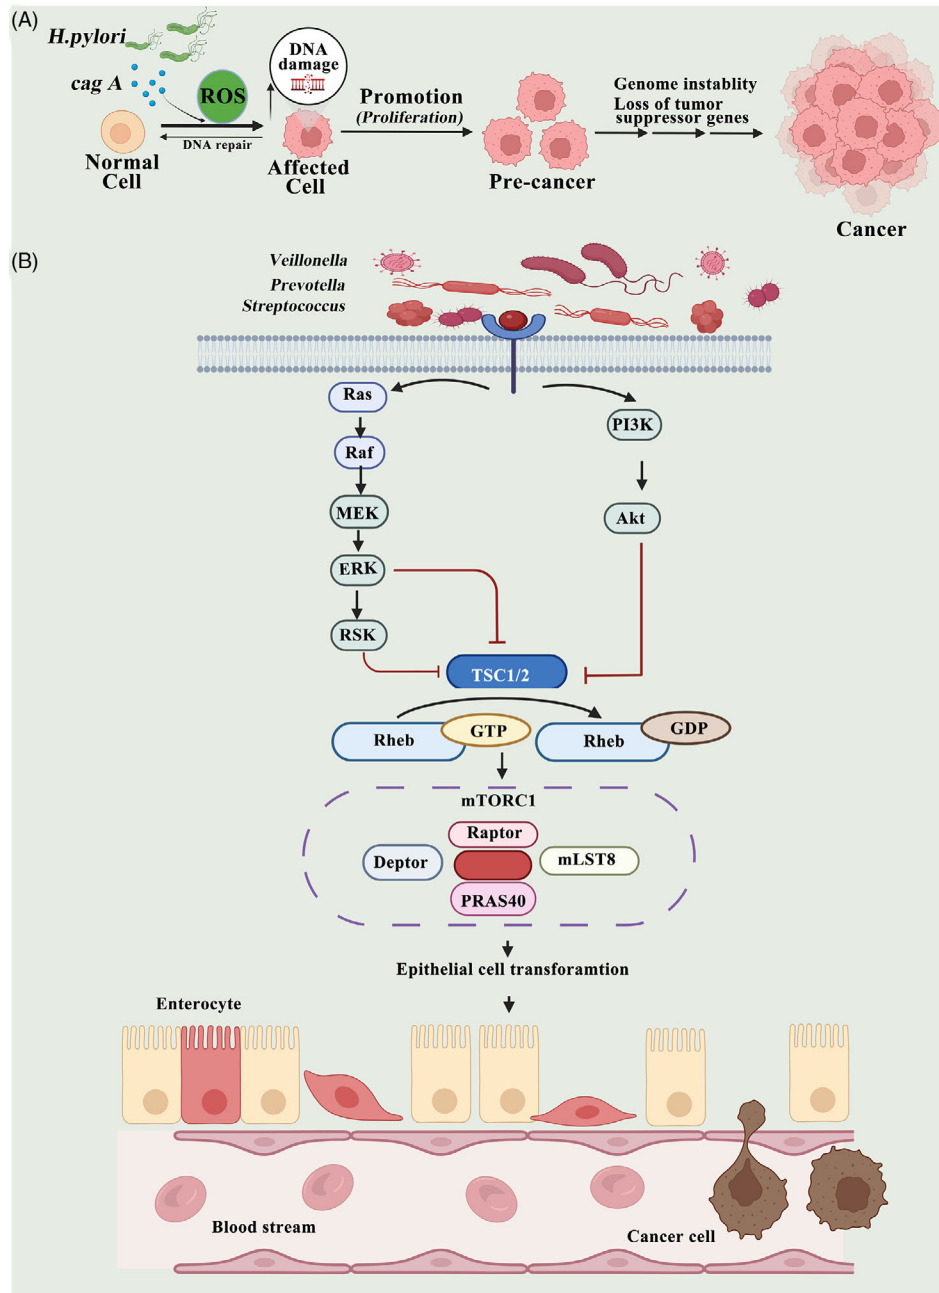 (A)
H.pylori
cag A
ROS
DNA
damage
Promotion
(Proliferation)
Genome instablity
Loss of tumor
suppressor genes
DNA repair
Normal
Cell
Affected
Cell
Pre-cancer
Cancer
(B)
Veillonella
Prevotella
Streptococcus
Ras
PI3K
Raf
MEK
Akt
ERK
RSK
TSC1/2
Rheb
GTP
Rheb
GDP
mTORC1
Raptor
Deptor
mLST8
PRAS40
Epithelial cell transforamtion
Enterocyte
Blood stream
Cancer cell